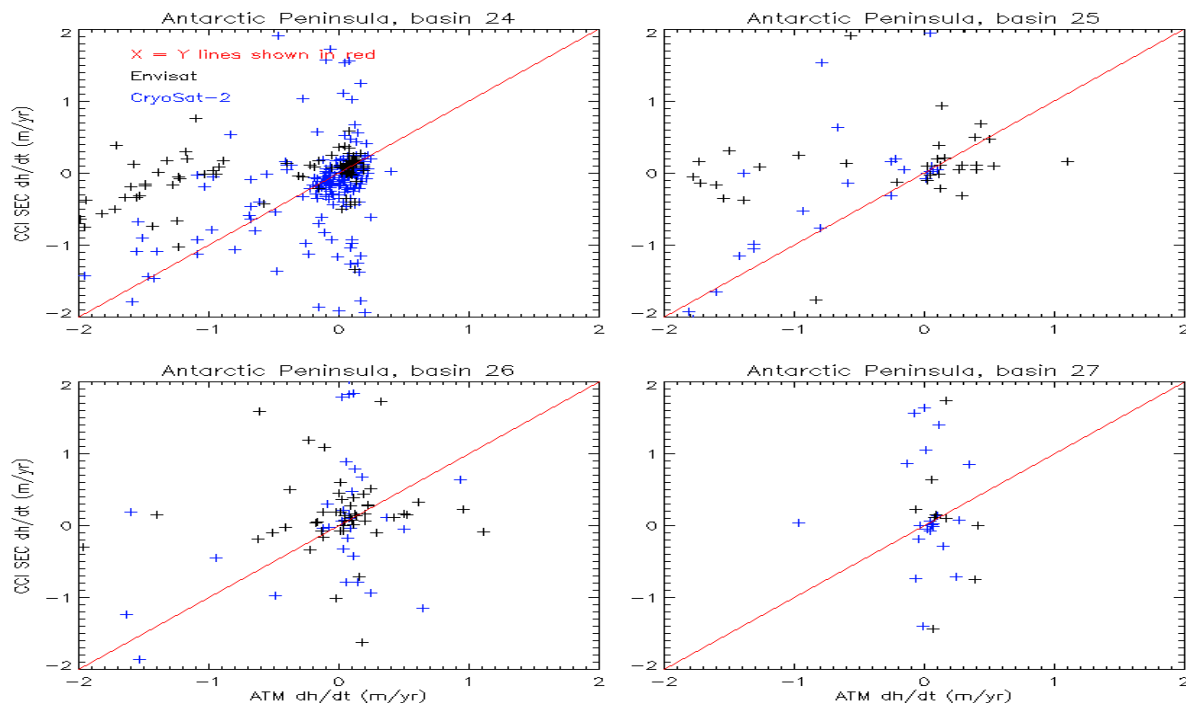 Antarctic Peninsula, basin 24
X = Y lines shown in red
Envisat
CryoSat-2
CCI SEC dh/dt (m/yr)
2
1
0
-1
-2
-2 -1 0 1 2
Antarctic Peninsula, basin 25
2
1
0
-1
-2
-2 -1 0 1 2
Antarctic Peninsula, basin 26
CCI SEC dh/dt (m/yr)
2
1
0
-1
-2
-2 -1 0 1 2
ATM dh/dt (m/yr)
Antarctic Peninsula, basin 27
2
1
0
-1
-2
-2 -1 0 1 2
ATM dh/dt (m/yr)